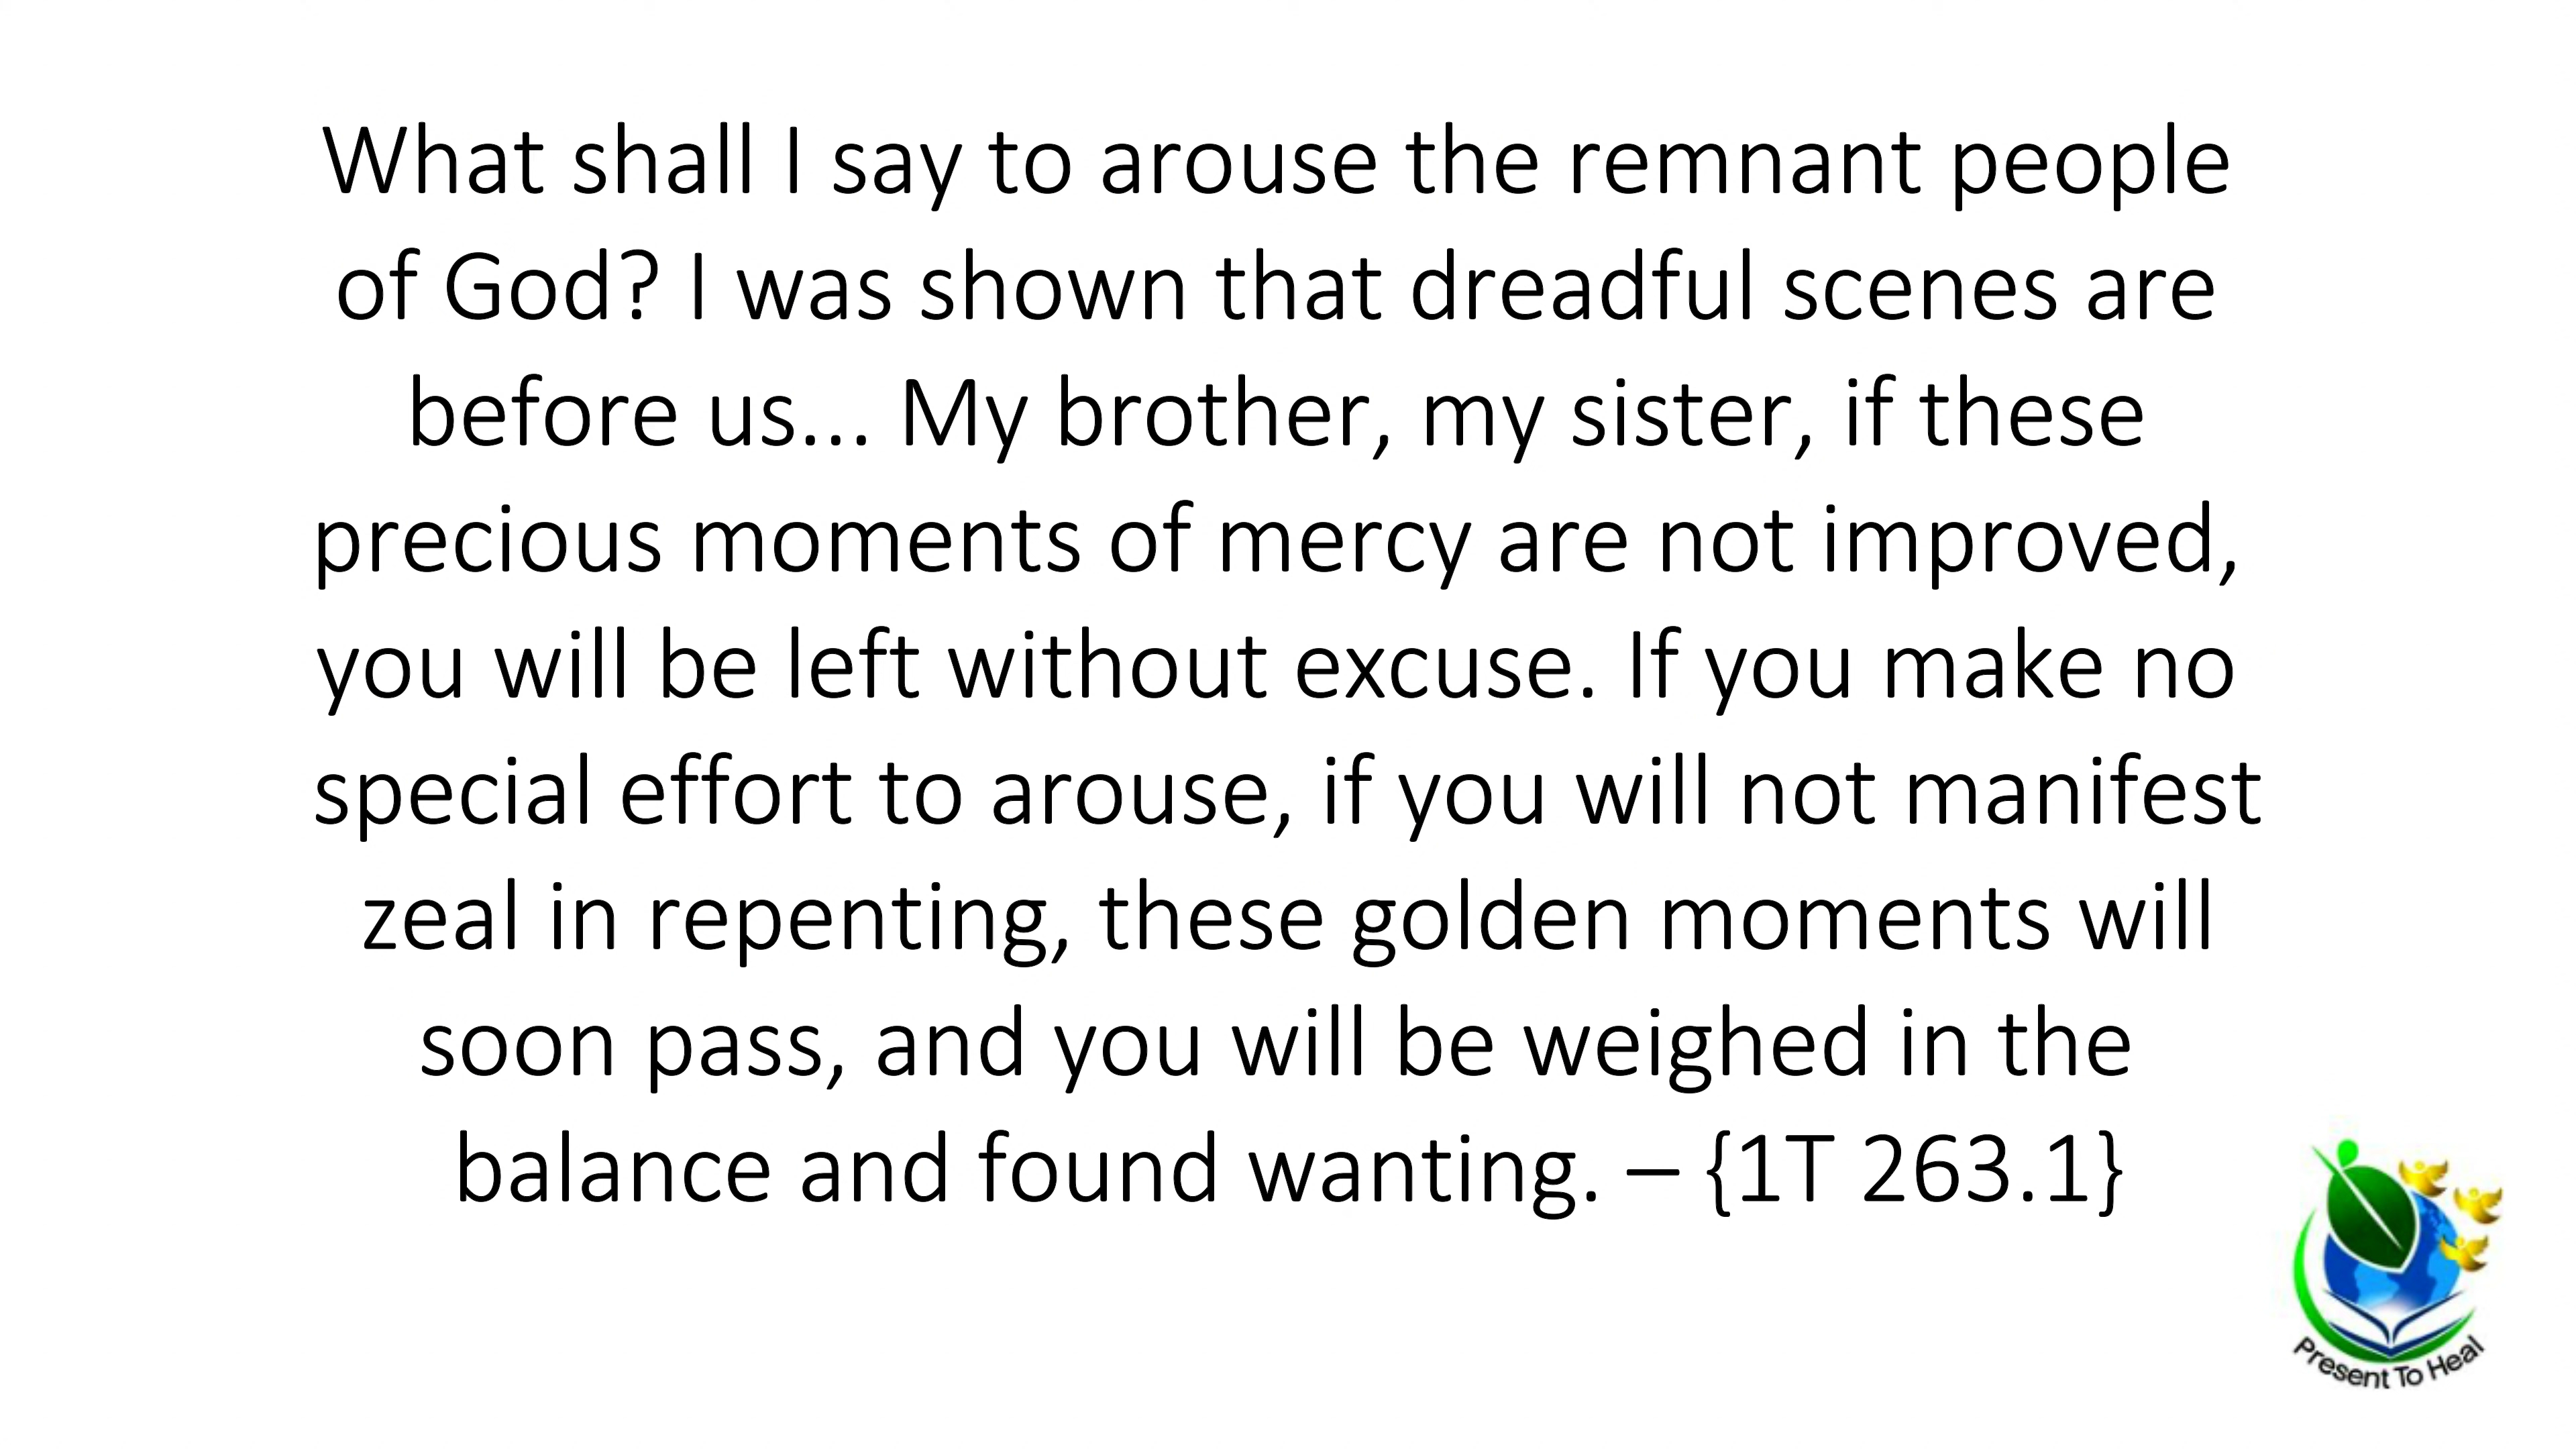 What shall I say to arouse the remnant people
of God? I was shown that dreadful scenes are
before us... My brother, my sister, if these
precious moments of mercy are not improved,
you will be left without excuse. If you make no
special effort to arouse, if you will not manifest
zeal in repenting, these golden moments will
soon pass, and you will be weighed in the
balance and found wanting. – {1T 263.1}
Present To Heal